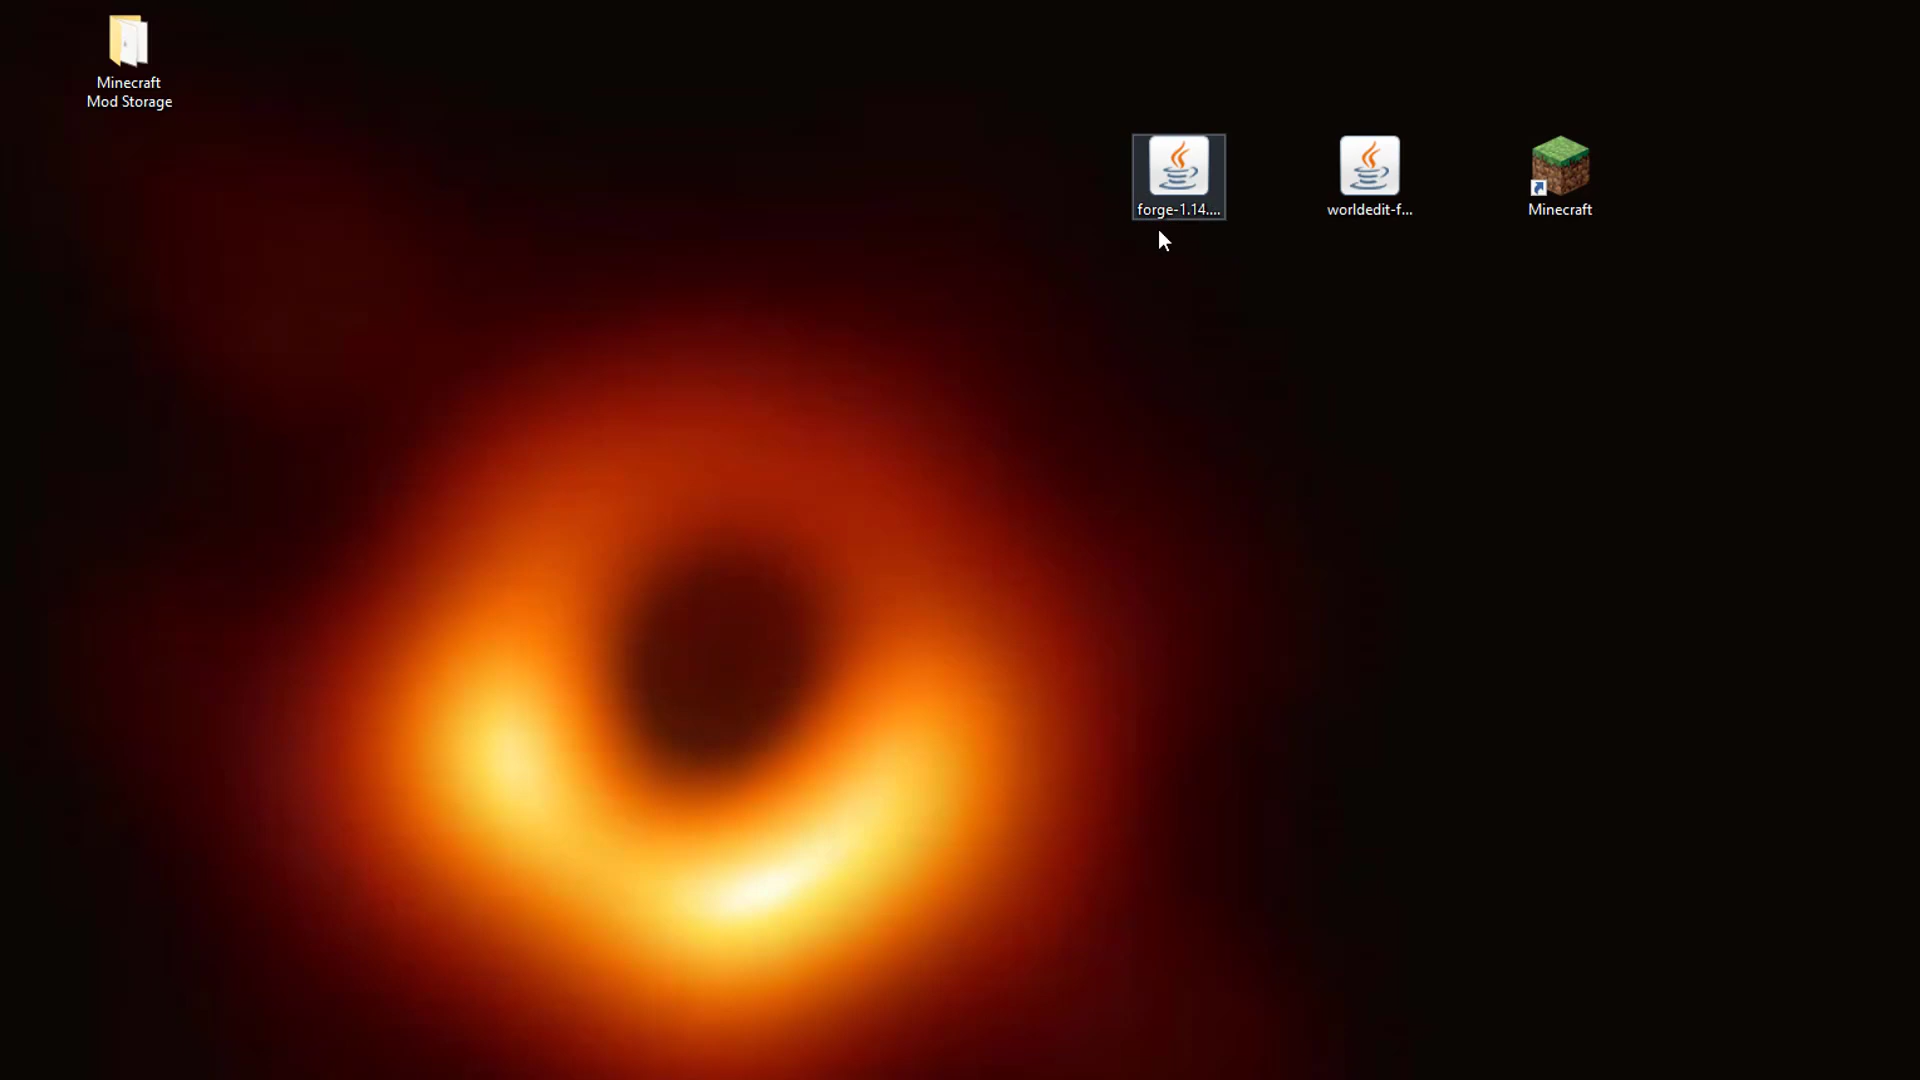 Minecraft
Mod Storage
forge-1.14....
worldedit-f...
Minecraft